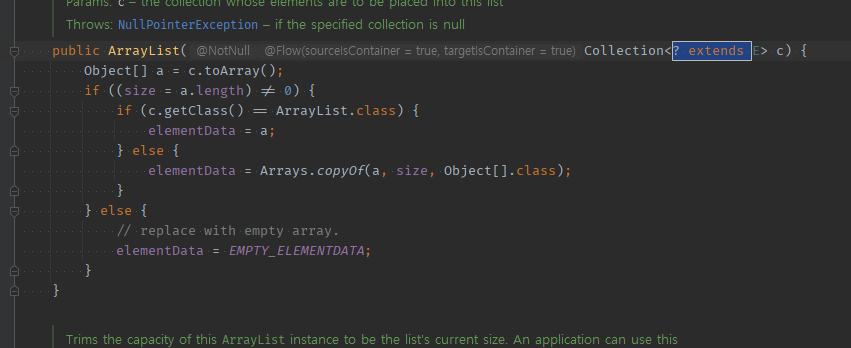 Params: c – the collection whose elements are to be placed into this list
Throws: NullPointerException – if the specified collection is null
public ArrayList( @NotNull @Flow(sourceIsContainer = true, targetIsContainer = true) Collection<? extends E> c) {
Object[] a = c.toArray();
if ((size = a.length) ≠ 0) {
if (c.getClass() == ArrayList.class) {
elementData = a;
} else {
elementData = Arrays.copyOf(a, size, Object[].class);
}
} else {
// replace with empty array.
elementData = EMPTY_ELEMENTDATA;
}
}
Trims the capacity of this ArrayList instance to be the list's current size. An application can use this